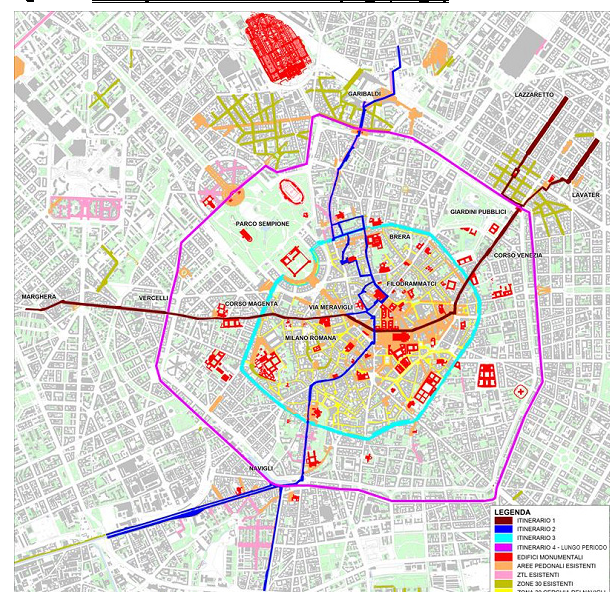 GARIBALDI
LAZZARETTO
LAVATER
GIARDINI PUBBLICI
PARCO SEMPIONE
BRERA
CORSO VENEZIA
FILODRAMMATCI
MARGHERA
VERCELLI
CORSO MAGENTA
VIA MERAVIGLI
MILANO ROMANA
NAVIGLI
LEGENDA
ITINERARIO 1
ITINERARIO 2
ITINERARIO 3
ITINERARIO 4 - LUNGO PERIODO
EDIFICI MONUMENTALI
AREE PEDONALI ESISTENTI
ZTL ESISTENTI
ZONE 30 ESISTENTI